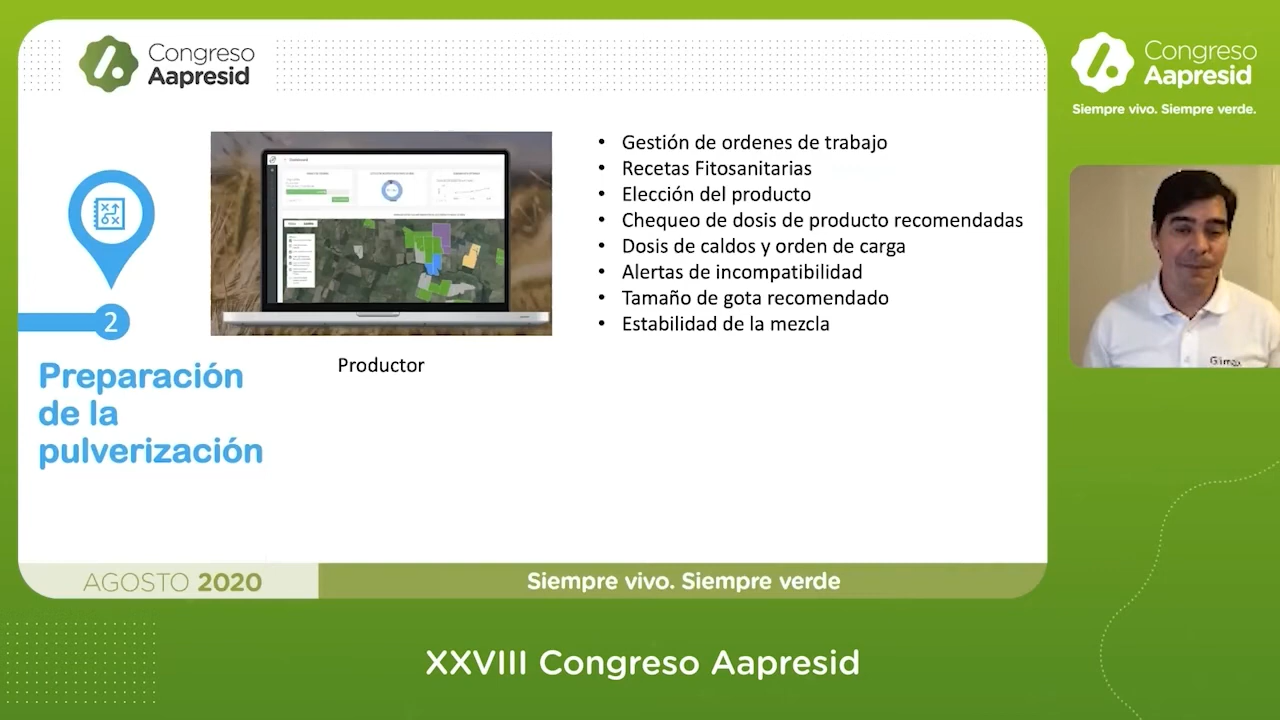 Congreso
Aapresid
Congreso
Aapresid
Siempre vivo. Siempre verde.
• Gestión de ordenes de trabajo
• Recetas Fitosanitarias
• Elección del producto
• Chequeo de dosis de producto recomendadas
• Dosis de caldos y orden de carga
• Alertas de incompatibilidad
• Tamaño de gota recomendado
• Estabilidad de la mezcla
2
Productor
Preparación
de la
pulverización
AGOSTO 2020
Siempre vivo. Siempre verde
XXVIII Congreso Aapresid